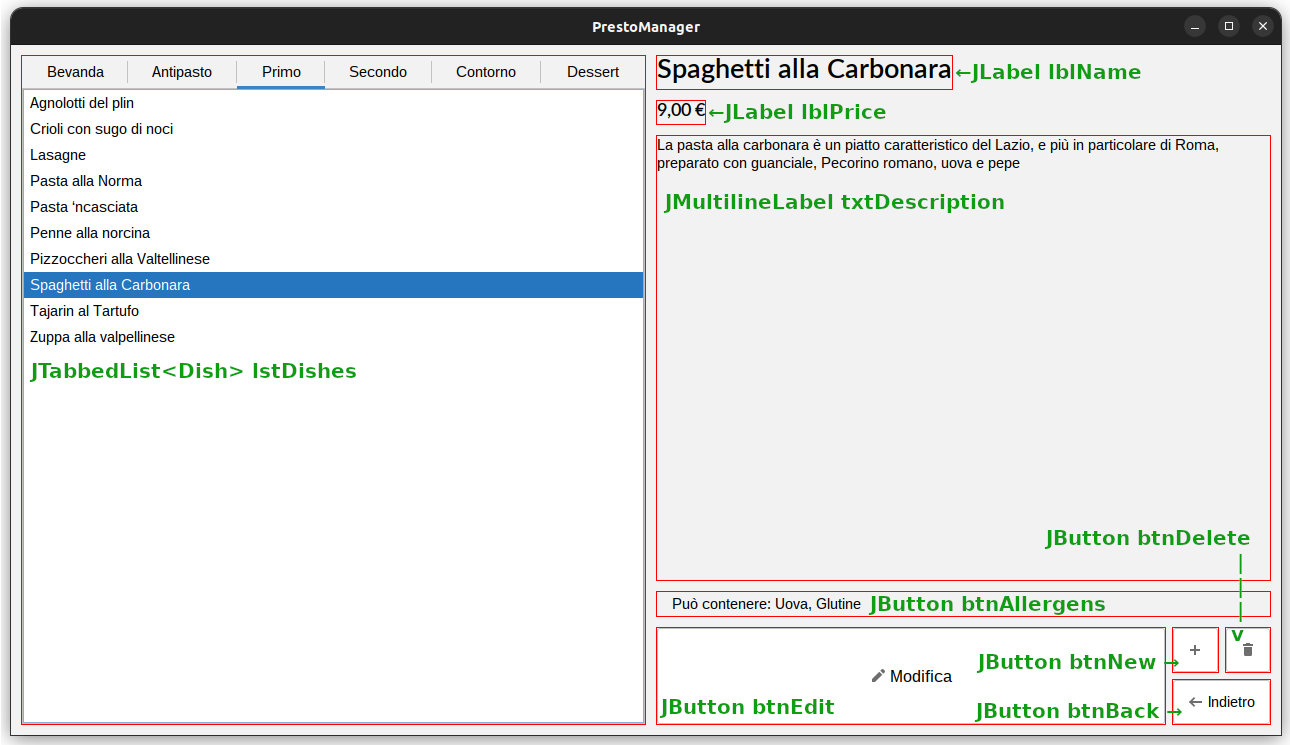 PrestoManager
Bevanda Antipasto Primo Secondo Contorno Dessert
Agnolotti del plin
Crioli con sugo di noci
Lasagne
Pasta alla Norma
Pasta ‘ncasciata
Penne alla norcina
Pizzoccheri alla Valtellinese
Spaghetti alla Carbonara
Tajarin al Tartufo
Zuppa alla valpellinese
JTabbedList<Dish> lstDishes
Spaghetti alla Carbonara ←JLabel lblName
9,00 € ←JLabel lblPrice
La pasta alla carbonara è un piatto caratteristico del Lazio, e più in particolare di Roma,
preparato con guanciale, Pecorino romano, uova e pepe
JMultilineLabel txtDescription
JButton btnDelete
Può contenere: Uova, Glutine JButton btnAllergens
JButton btnNew → +
Modifica
JButton btnEdit
JButton btnBack → ← Indietro